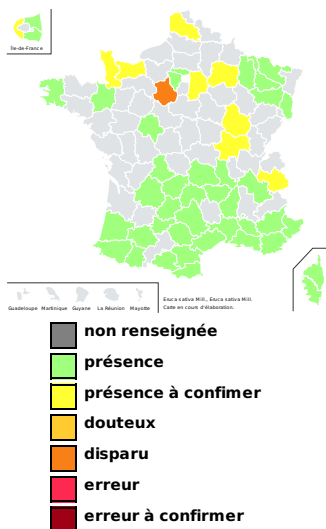 Île-de-France
Guadeloupe Martinique Guyane La Réunion Mayotte
Eruca sativa Mill., Eruca sativa Mill.
Carte en cours d'élaboration.
non renseignée
présence
présence à confimer
douteux
disparu
erreur
erreur à confirmer